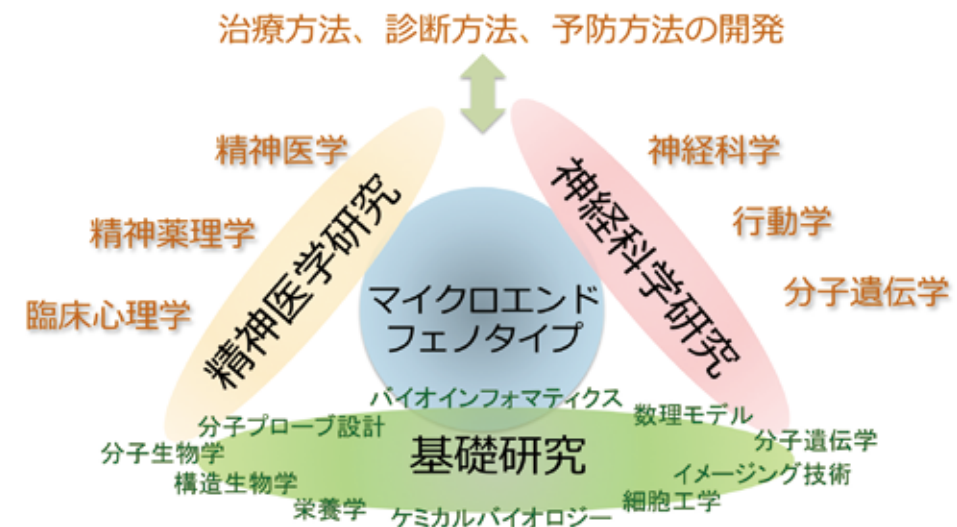 治療方法、診断方法、予防方法の開発
精神医学
神経科学
精神薬理学
行動学
臨床心理学
分子遺伝学
精神医学研究
神経科学研究
マイクロエンド
フェノタイプ
バイオインフォマティクス
分子プローブ設計
数理モデル
分子生物学
基礎研究
分子遺伝学
構造生物学
イメージング技術
栄養学
ケミカルバイオロジー
細胞工学